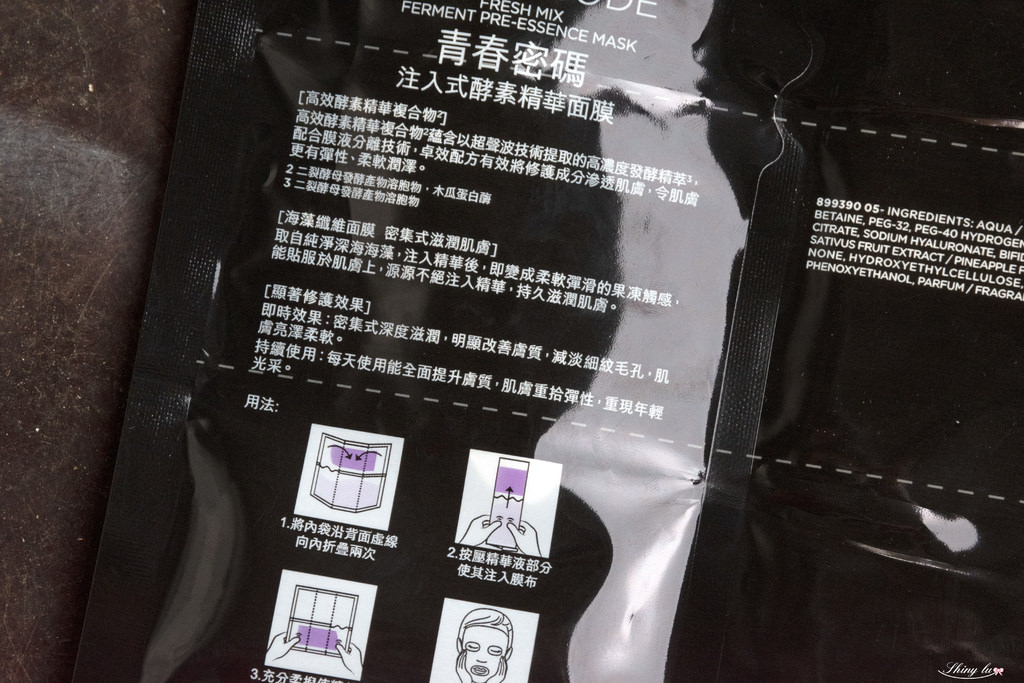 ODE
FRESH MIX
FERMENT PRE-ESSENCE MASK
青春密碼
注入式酵素精華面膜
[高效酵素精華複合物²]
高效酵素精華複合物²蘊含以超聲波技術提取的高濃度發酵精萃³,
配合膜液分離技術,卓效配方有效將修護成分滲透肌膚,令肌膚
更有彈性、柔軟潤澤。
2 二裂酵母發酵產物溶胞物,木瓜蛋白酶
3 二裂酵母發酵產物溶胞物
[海藻纖維面膜 密集式滋潤肌膚]
取自純淨深海海藻,注入精華後,即變成柔軟彈滑的果凍觸感,
能貼服於肌膚上,源源不絕注入精華,持久滋潤肌膚。
[顯著修護效果]
即時效果:密集式深度滋潤,明顯改善膚質,減淡細紋毛孔,肌
膚亮澤柔軟。
持續使用:每天使用能全面提升膚質,肌膚重拾彈性,重現年輕
光采。
用法:
1.將內袋沿背面虛線
向內折疊兩次
2.按壓精華液部分
使其注入膜布
3.充分柔捏使
899390 05- INGREDIENTS: AQUA /
BETAINE, PEG-32, PEG-40 HYDROGEN
CITRATE, SODIUM HYALURONATE, BIFID
SATIVUS FRUIT EXTRACT / PINEAPPLE F
NONE, HYDROXYETHYLCELLULOSE,
PHENOXYETHANOL, PARFUM / FRAGRA
Shiny lu